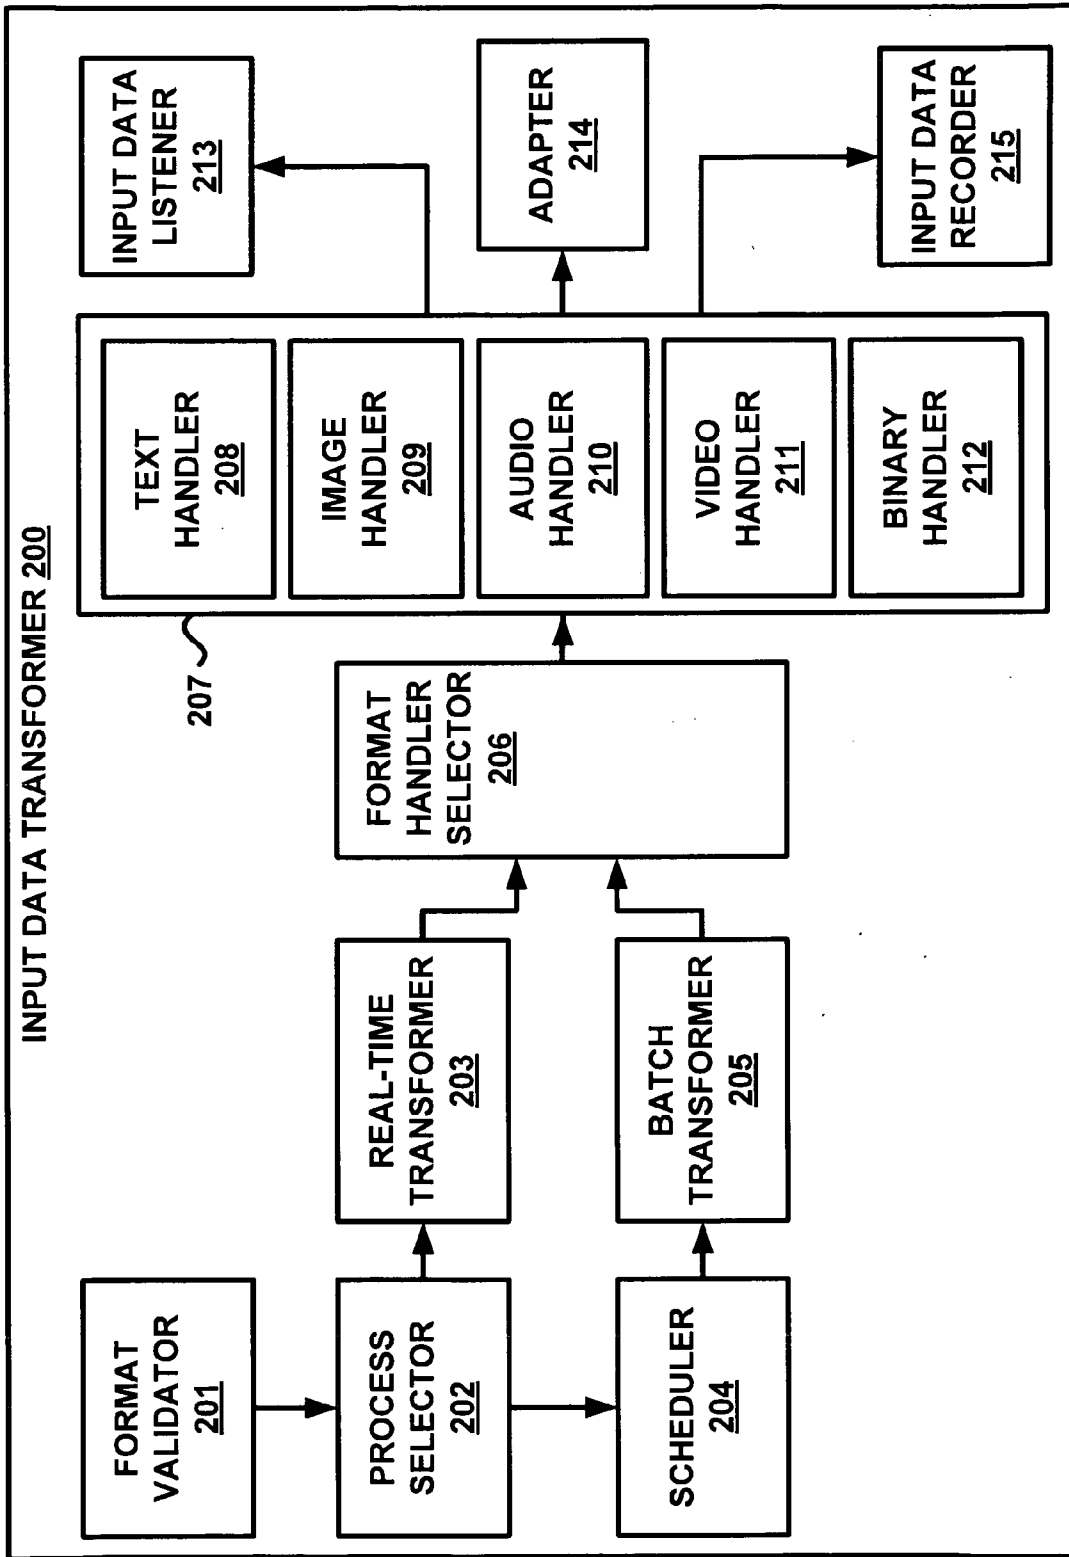 INPUT DATA TRANSFORMER 200
FORMAT
VALIDATOR
201
PROCESS
SELECTOR
202
SCHEDULER
204
REAL-TIME
TRANSFORMER
203
BATCH
TRANSFORMER
205
FORMAT
HANDLER
SELECTOR
206
207
TEXT
HANDLER
208
IMAGE
HANDLER
209
AUDIO
HANDLER
210
VIDEO
HANDLER
211
BINARY
HANDLER
212
INPUT DATA
LISTENER
213
ADAPTER
214
INPUT DATA
RECORDER
215